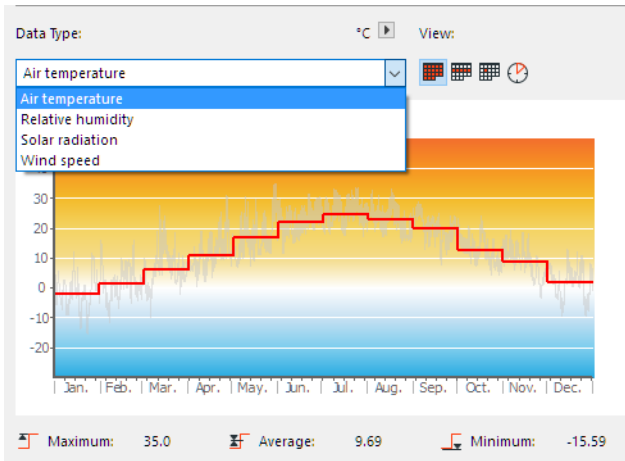 Data Type:
°C
View:
Air temperature
Air temperature
Relative humidity
Solar radiation
Wind speed
30
20
10
0
-10
-20
Jan. Feb. Mar. Apr. May. Jun. Jul. Aug. Sep. Oct. Nov. Dec.
Maximum: 35.0 Average: 9.69 Minimum: -15.59